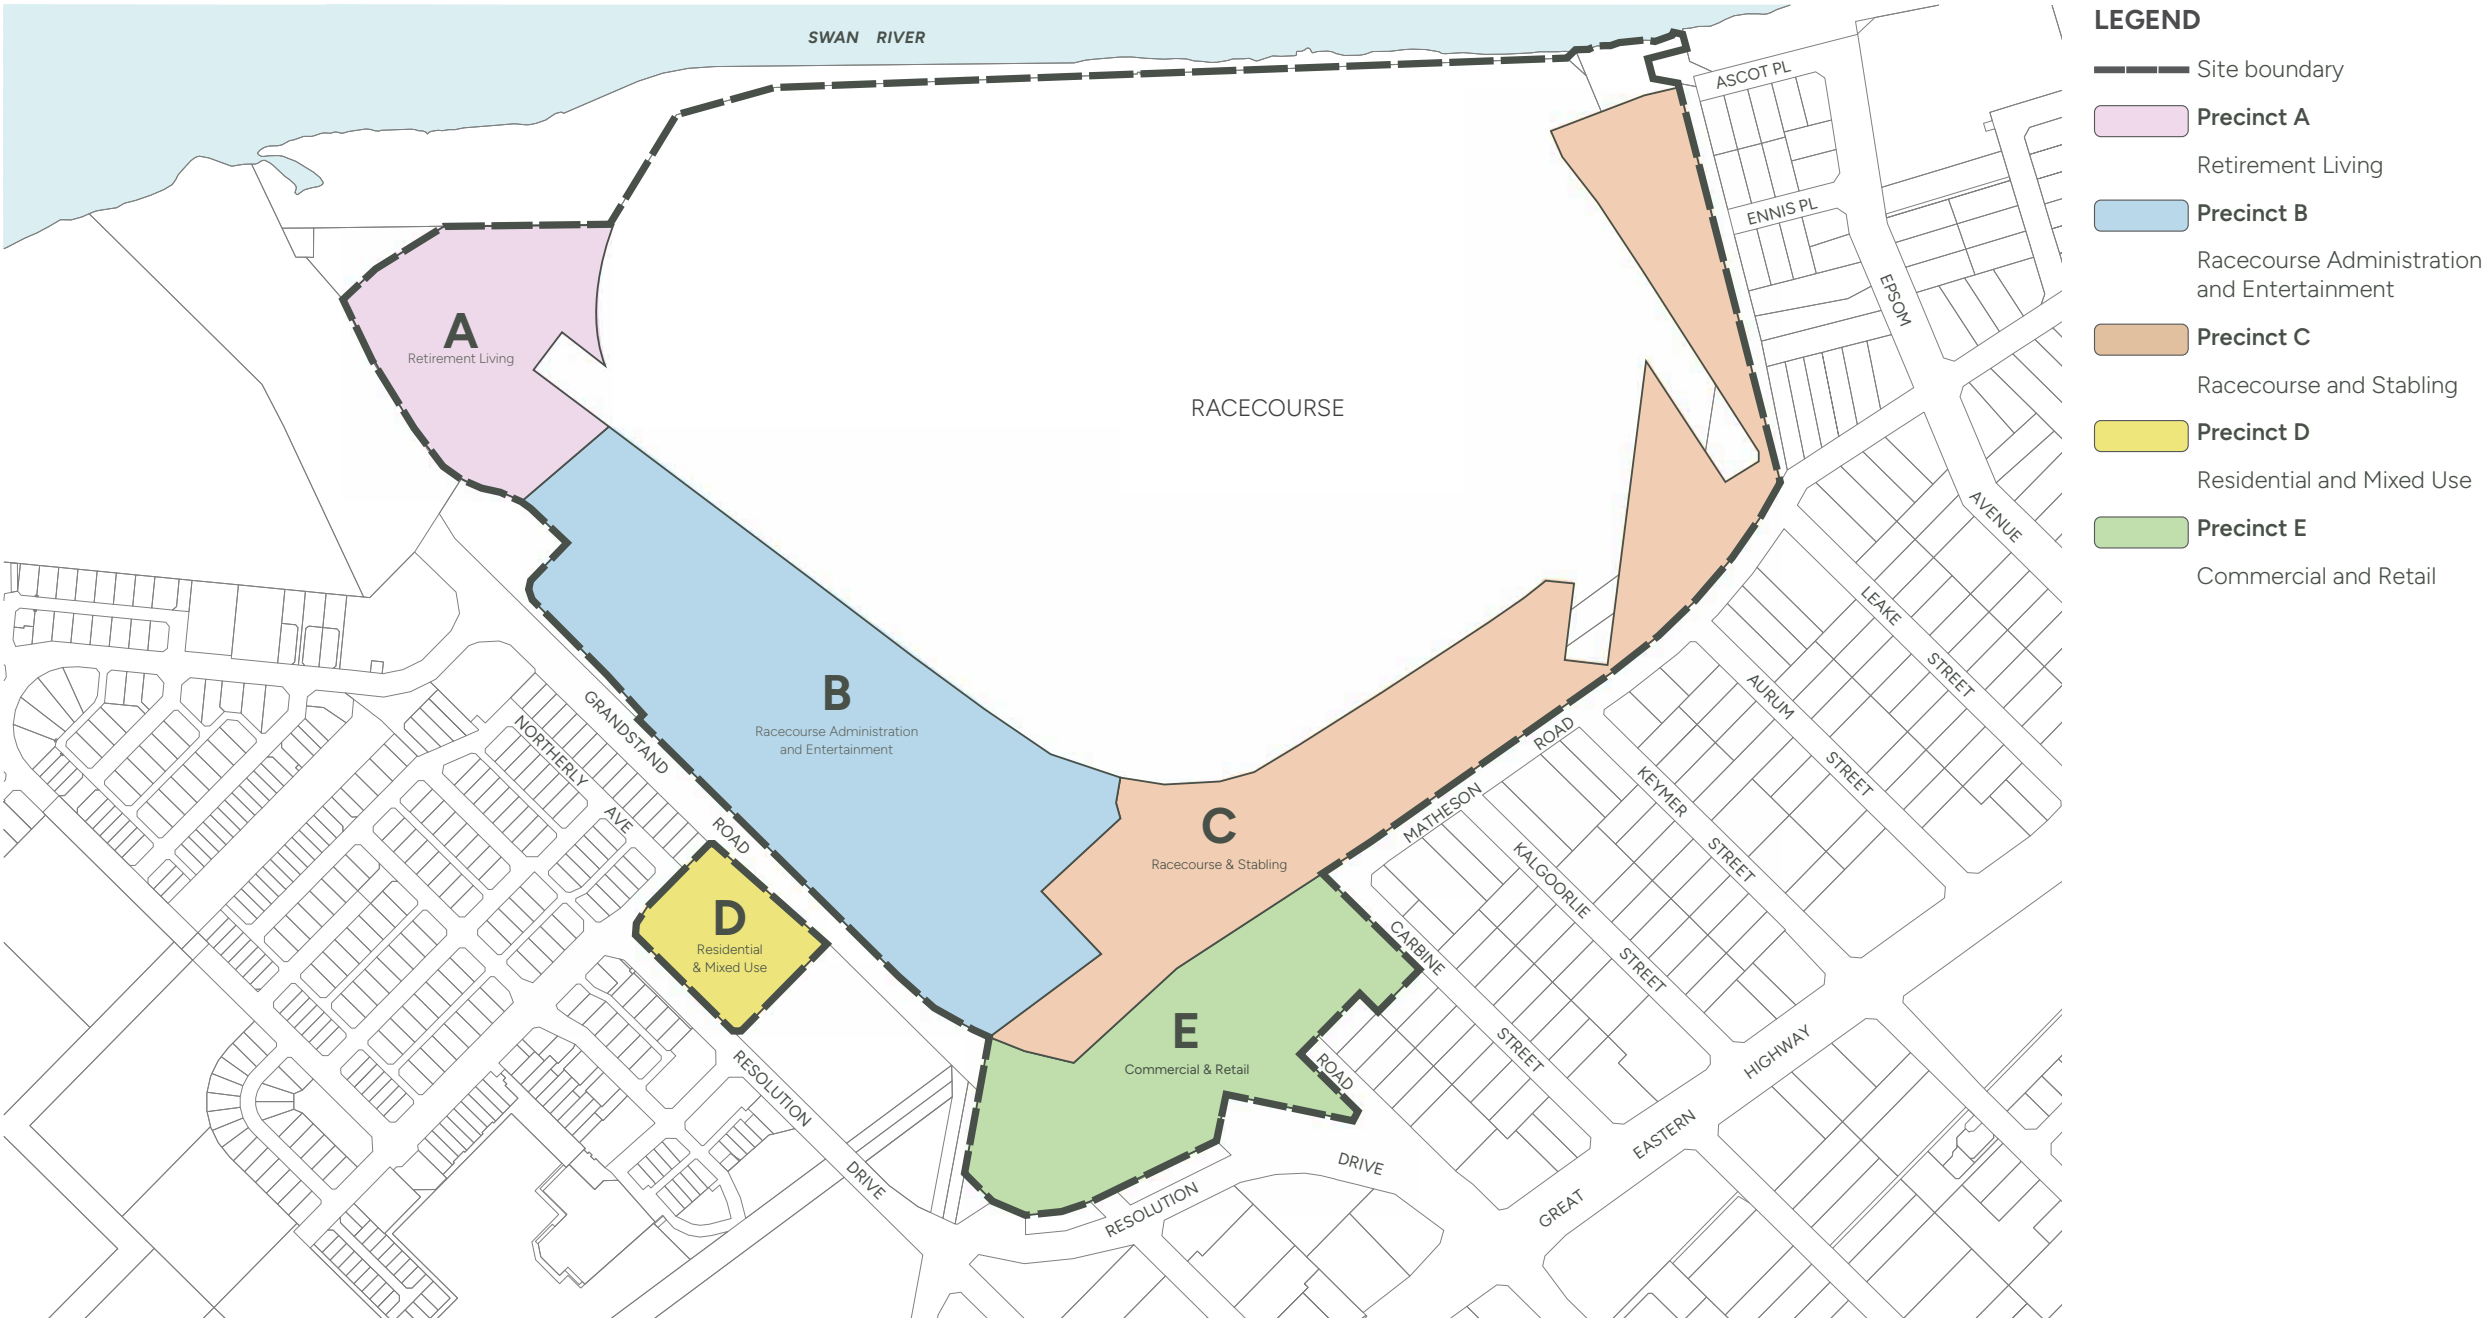 SWAN RIVER
ASCOT PL
ENNIS PL
EPSOM
AVENUE
A
Retirement Living
RACECOURSE
LEAKE
STREET
AURUM
STREET
B
Racecourse Administration
and Entertainment
GRANDSTAND
ROAD
NORTHERLY
AVE
C
Racecourse & Stabling
MATHESON
ROAD
KEYMER
STREET
KALGOORLIE
STREET
CARBINE
STREET
D
Residential
& Mixed Use
E
Commercial & Retail
ROAD
RESOLUTION
DRIVE
RESOLUTION
DRIVE
GREAT
EASTERN
HIGHWAY
LEGEND
Site boundary
Precinct A
Retirement Living
Precinct B
Racecourse Administration
and Entertainment
Precinct C
Racecourse and Stabling
Precinct D
Residential and Mixed Use
Precinct E
Commercial and Retail